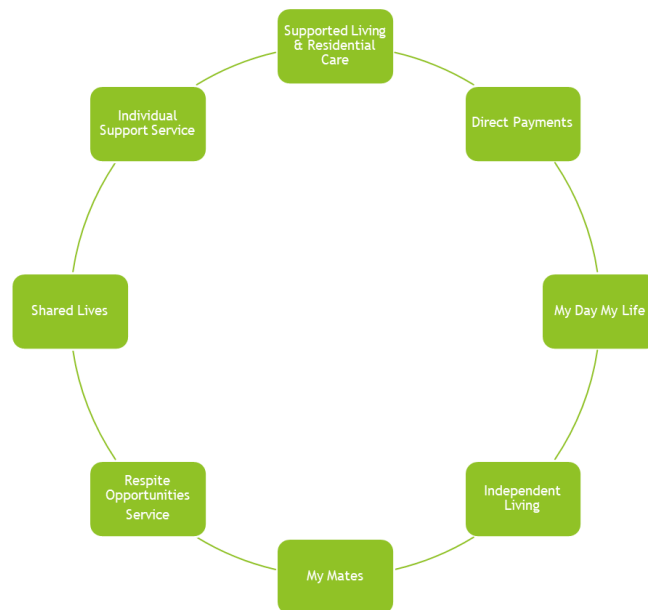 Supported Living
& Residential
Care
Direct Payments
My Day My Life
Independent
Living
My Mates
Respite
Opportunities
Service
Shared Lives
Individual
Support Service